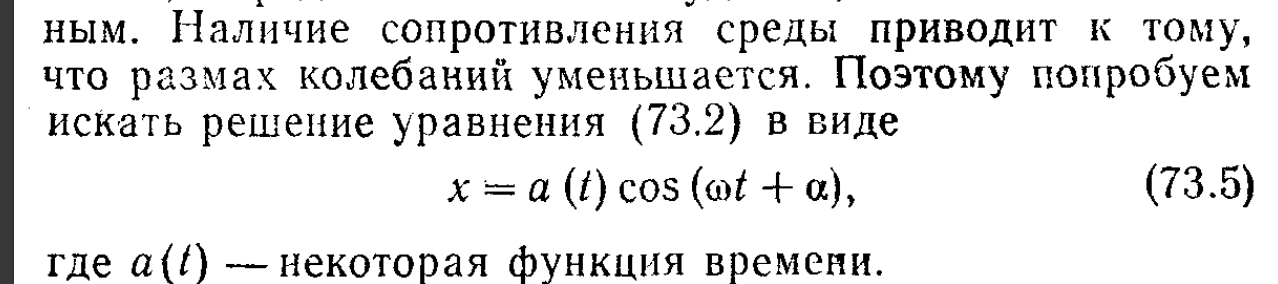 ным. Наличие сопротивления среды приводит к тому,
что размах колебаний уменьшается. Поэтому попробуем
искать решение уравнения (73.2) в виде
x = a (t) cos (ωt + α), (73.5)
где a(t) — некоторая функция времени.